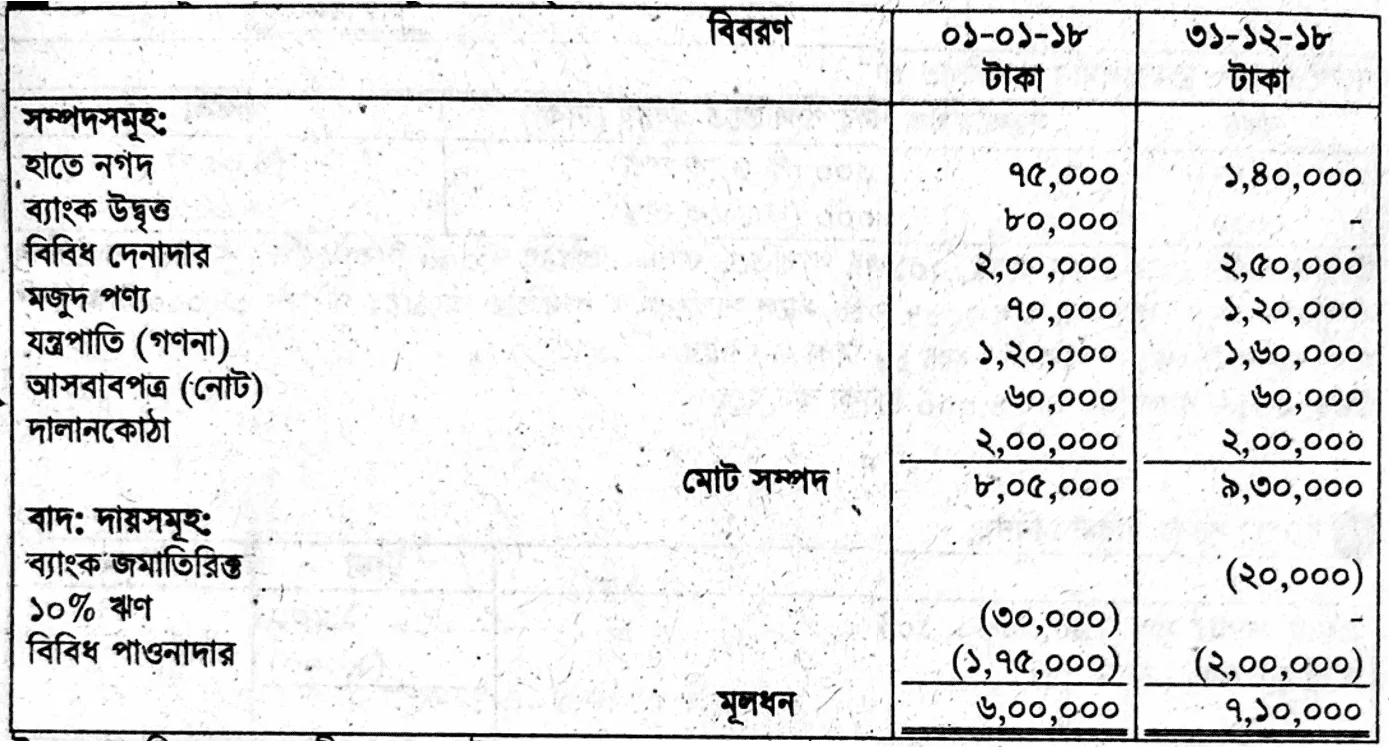 বিবরণ ০১-০১-১৮ টাকা ৩১-১২-১৮ টাকা
সম্পদসমূহ:
হাতে নগদ ৭৫,০০০ ১,৪০,০০০
ব্যাংক উদ্বৃত্ত ৮০,০০০ -
বিবিধ দেনাদার ২,০০,০০০ ২,৫০,০০০
মজুদ পণ্য ৭০,০০০ ১,২০,০০০
যন্ত্রপাতি (গণনা) ১,২০,০০০ ১,৬০,০০০
আসবাবপত্র (নোট) ৬০,০০০ ৬০,০০০
দালানকোঠা ২,০০,০০০ ২,০০,০০০
মোট সম্পদ ৮,০৫,০০০ ৯,৩০,০০০
বাদ: দায়সমূহ:
ব্যাংক জমাতিরিক্ত (২০,০০০)
১০% ঋণ (৩০,০০০) -
বিবিধ পাওনাদার (১,৭৫,০০০) (২,০০,০০০)
মূলধন ৬,০০,০০০ ৭,১০,০০০